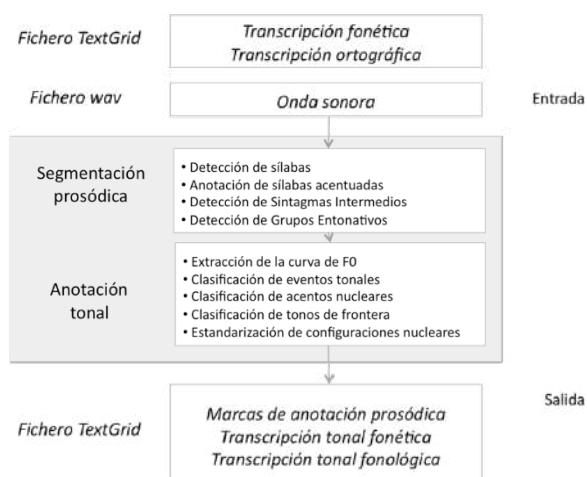 Fichero TextGrid
Transcripción fonética
Transcripción ortográfica
Fichero wav
Onda sonora
Entrada
Segmentación
prosódica
• Detección de sílabas
• Anotación de sílabas acentuadas
• Detección de Sintagmas Intermedios
• Detección de Grupos Entonativos
Anotación
tonal
• Extracción de la curva de F0
• Clasificación de eventos tonales
• Clasificación de acentos nucleares
• Clasificación de tonos de frontera
• Estandarización de configuraciones nucleares
Fichero TextGrid
Marcas de anotación prosódica
Transcripción tonal fonética
Transcripción tonal fonológica
Salida